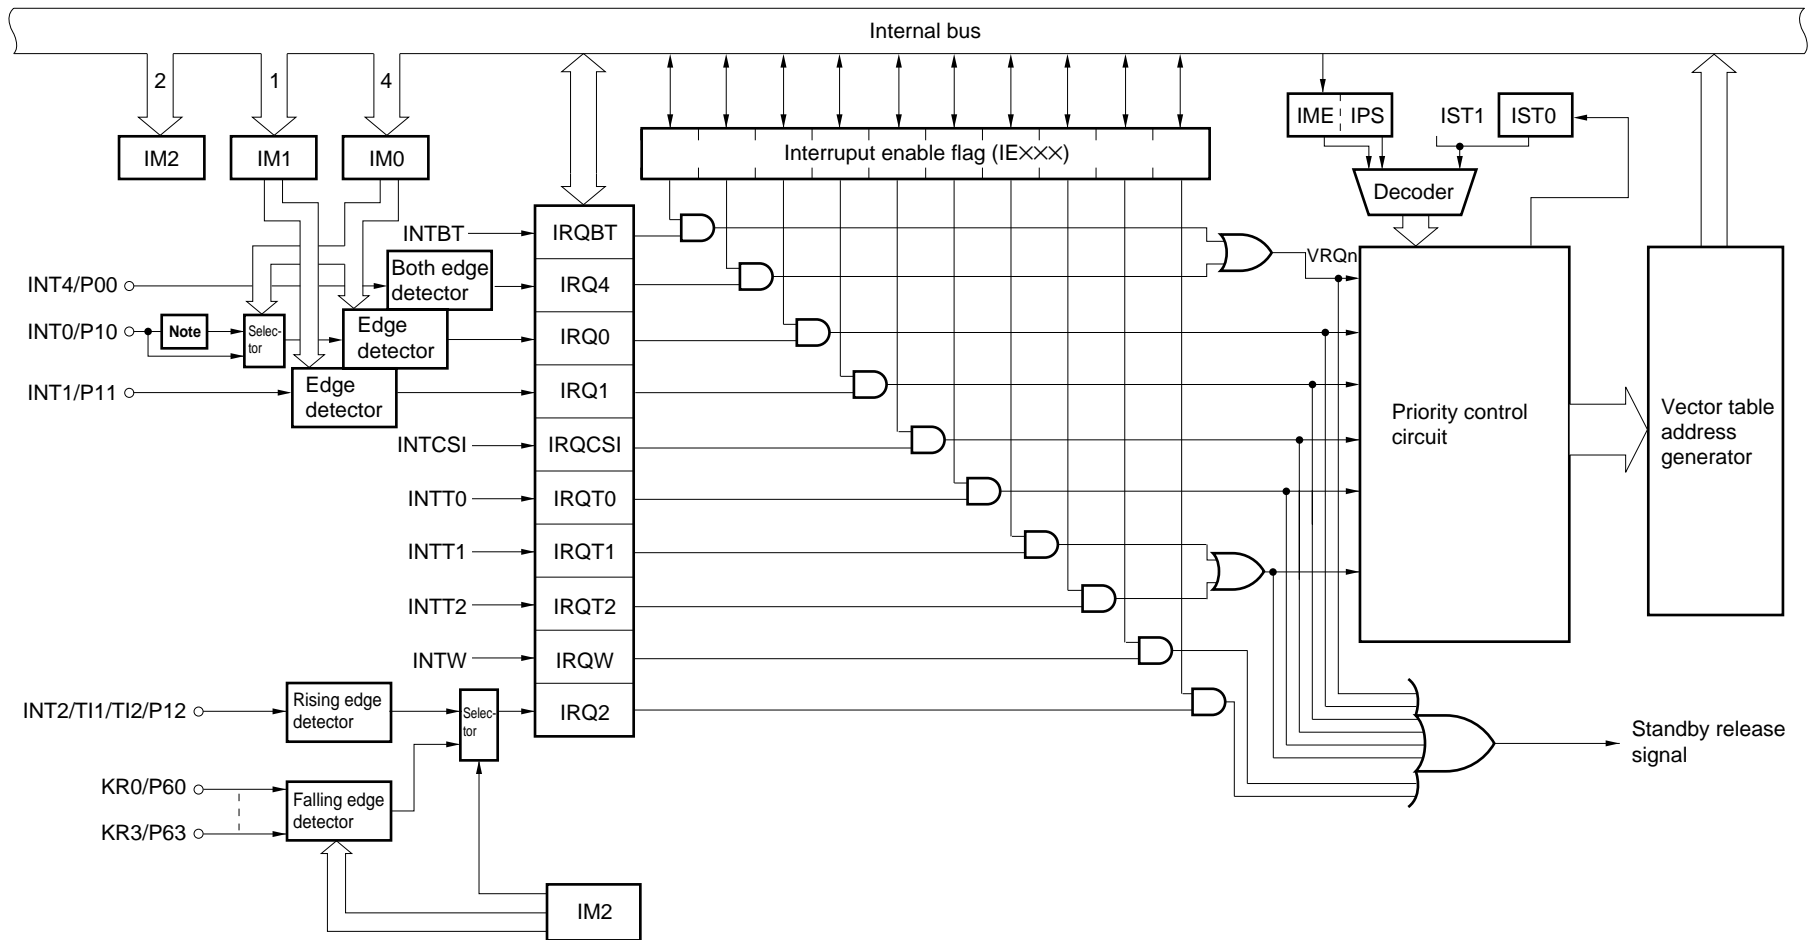 Internal bus
2
1
4
IM2
IM1
IM0
IME
IPS
IST1
IST0
Interruput enable flag (IE×××)
Decoder
INTBT
IRQBT
VRQn
INT4/P00
Both edge
detector
IRQ4
INT0/P10
Note
Selec-
tor
Edge
detector
IRQ0
INT1/P11
Edge
detector
IRQ1
Priority control
circuit
Vector table
address
generator
INTCSI
IRQCSI
INTT0
IRQT0
INTT1
IRQT1
INTT2
IRQT2
INTW
IRQW
INT2/TI1/TI2/P12
Rising edge
detector
Selec-
tor
IRQ2
Standby release
signal
KR0/P60
KR3/P63
Falling edge
detector
IM2